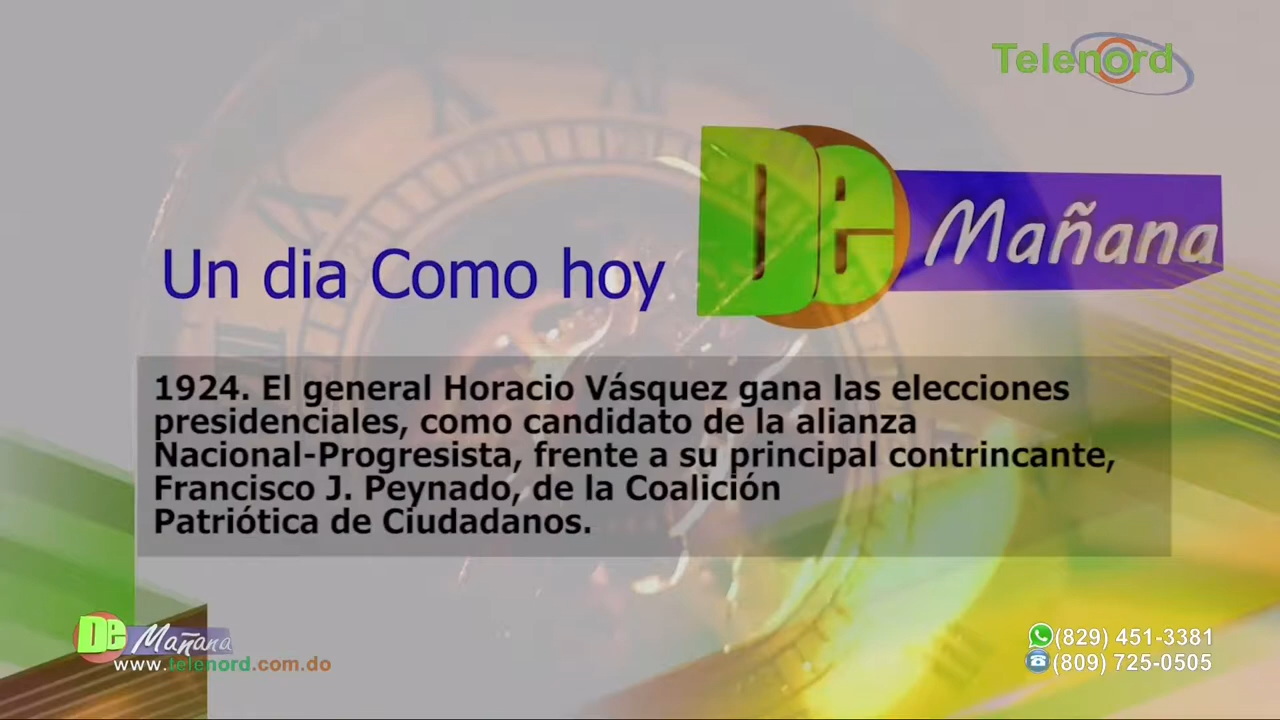 Telenord
De Mañana
Un dia Como hoy
1924. El general Horacio Vásquez gana las elecciones
presidenciales, como candidato de la alianza
Nacional-Progresista, frente a su principal contrincante,
Francisco J. Peynado, de la Coalición
Patriótica de Ciudadanos.
De Mañana
www.telenord.com.do
(829) 451-3381
(809) 725-0505